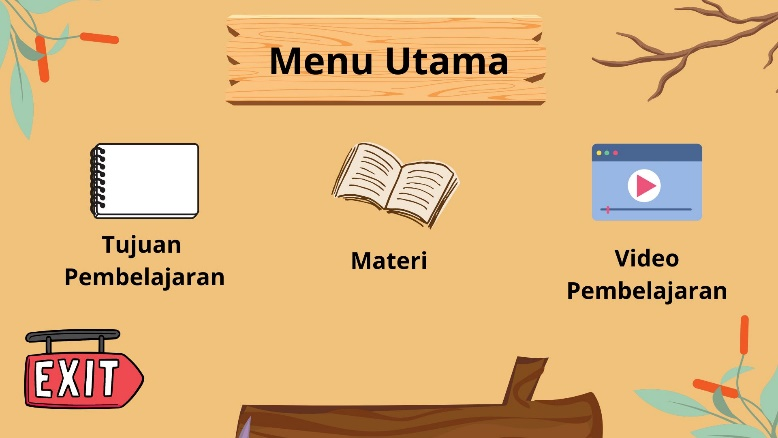 Menu Utama
Tujuan
Pembelajaran
Materi
Video
Pembelajaran
EXIT